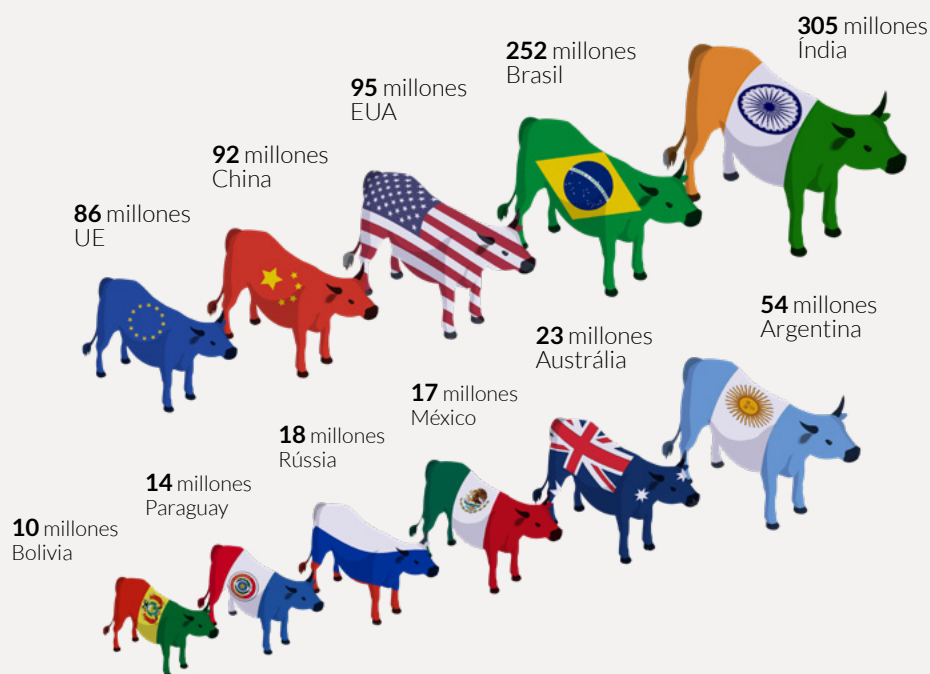 305 millones
Índia
252 millones
Brasil
95 millones
EUA
92 millones
China
86 millones
UE
54 millones
Argentina
23 millones
Austrália
17 millones
México
18 millones
Rússia
14 millones
Paraguay
10 millones
Bolivia